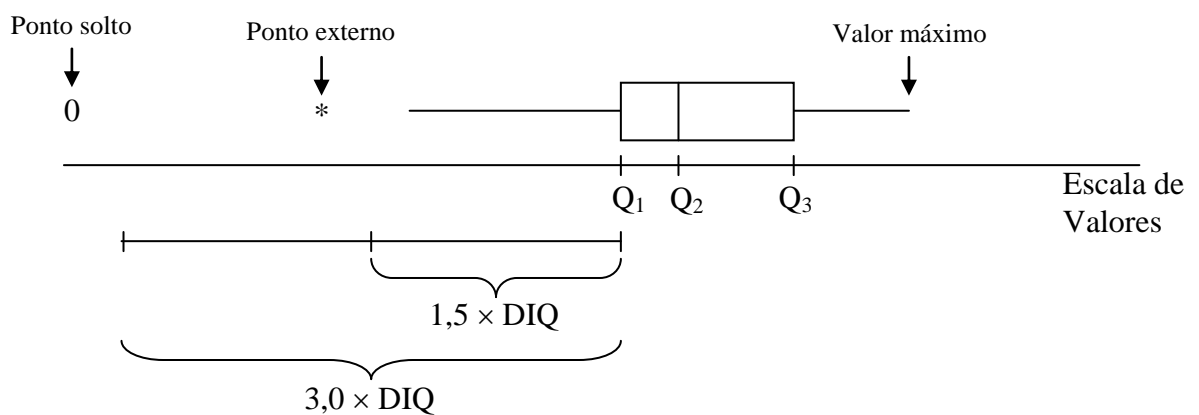 Ponto solto
Ponto externo
Valor máximo
0
*
Q₁
Q₂
Q₃
Escala de
Valores
1,5 × DIQ
3,0 × DIQ